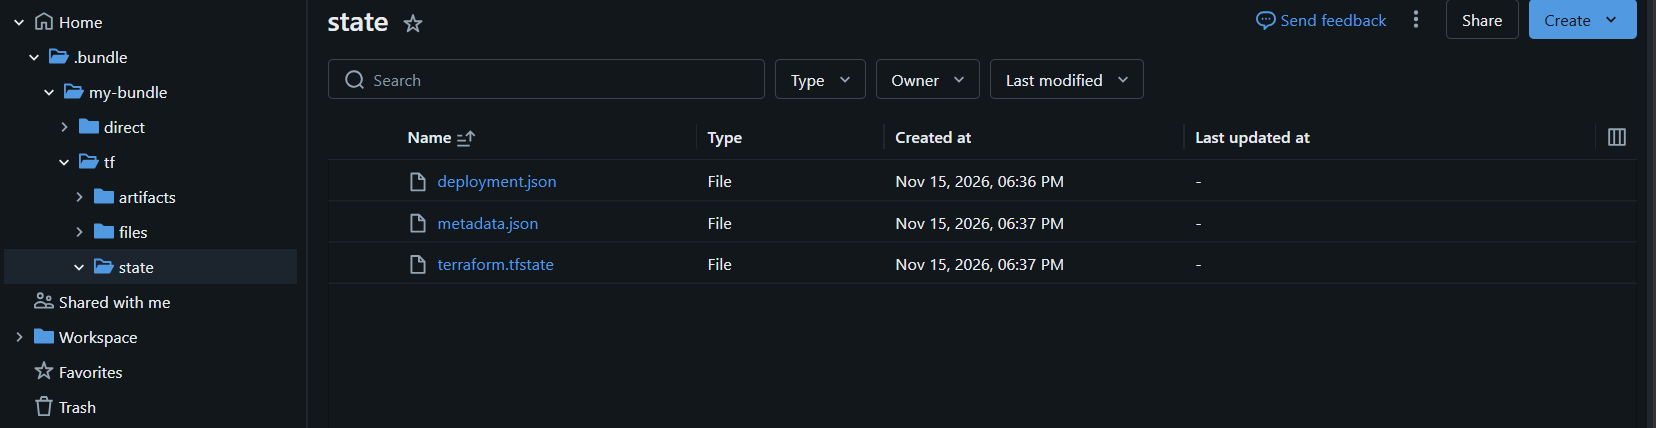 Home
.bundle
my-bundle
direct
tf
artifacts
files
state
Shared with me
Workspace
Favorites
Trash
state
Send feedback
Share
Create
Search
Type
Owner
Last modified
Name Type Created at Last updated at
deployment.json File Nov 15, 2026, 06:36 PM -
metadata.json File Nov 15, 2026, 06:37 PM -
terraform.tfstate File Nov 15, 2026, 06:37 PM -